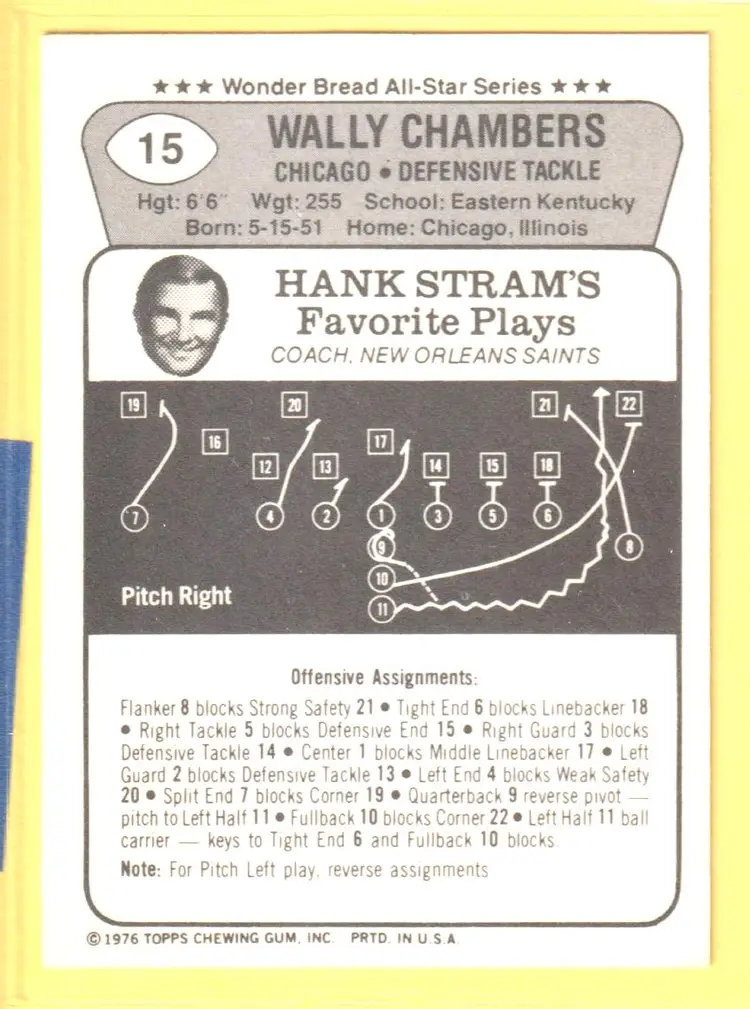 ★ ★ ★ Wonder Bread All-Star Series ★ ★ ★
15
WALLY CHAMBERS
CHICAGO • DEFENSIVE TACKLE
Hgt: 6'6" Wgt: 255 School: Eastern Kentucky
Born: 5-15-51 Home: Chicago, Illinois
HANK STRAM'S
Favorite Plays
COACH, NEW ORLEANS SAINTS
19 20 21 22
16 17
12 13 14 15 18
7 4 2 1 3 5 6
9 8
10
Pitch Right
11
Offensive Assignments:
Flanker 8 blocks Strong Safety 21 • Tight End 6 blocks Linebacker 18
• Right Tackle 5 blocks Defensive End 15 • Right Guard 3 blocks
Defensive Tackle 14 • Center 1 blocks Middle Linebacker 17 • Left
Guard 2 blocks Defensive Tackle 13 • Left End 4 blocks Weak Safety
20 • Split End 7 blocks Corner 19 • Quarterback 9 reverse pivot —
pitch to Left Half 11 • Fullback 10 blocks Corner 22 • Left Half 11 ball
carrier — keys to Tight End 6 and Fullback 10 blocks
Note: For Pitch Left play, reverse assignments
© 1976 TOPPS CHEWING GUM, INC. PRTD. IN U.S.A.